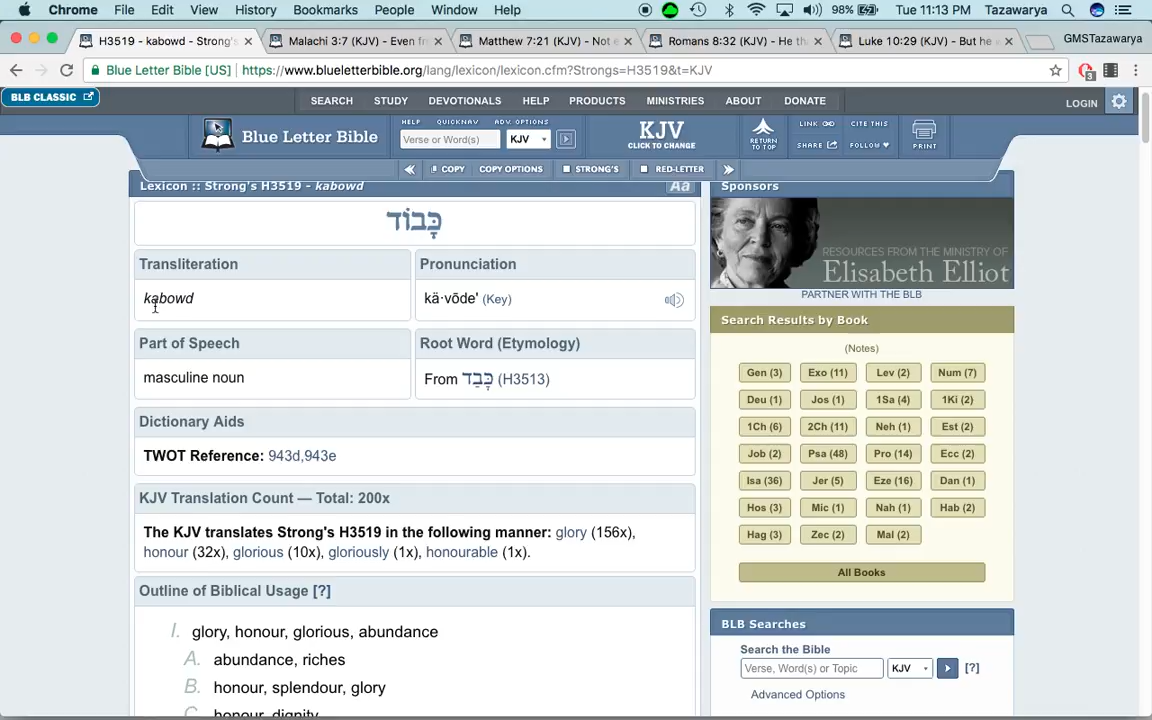 Chrome File Edit View History Bookmarks People Window Help 98% Tue 11:13 PM Tazawarya
H3519 - kabowd - Strong's Malachi 3:7 (KJV) - Even fr Matthew 7:21 (KJV) - Not e Romans 8:32 (KJV) - He th Luke 10:29 (KJV) - But he GMSTazawarya
Blue Letter Bible [US] https://www.blueletterbible.org/lang/lexicon/lexicon.cfm?Strongs=H3519&t=KJV 3
BLB CLASSIC SEARCH STUDY DEVOTIONALS HELP PRODUCTS MINISTRIES ABOUT DONATE LOGIN
HELP QUICKNAV ADV. OPTIONS
Blue Letter Bible Verse or Word(s) KJV
KJV
CLICK TO CHANGE
RETURN TO TOP
LINK CITE THIS
SHARE FOLLOW PRINT
COPY COPY OPTIONS STRONG'S RED-LETTER
Lexicon :: Strong's H3519 - kabowd Aa
כָּבוֹד
Transliteration
kabowd
Pronunciation
kä·vōde' (Key)
Part of Speech
masculine noun
Root Word (Etymology)
From כָּבַד (H3513)
Dictionary Aids
TWOT Reference: 943d,943e
KJV Translation Count — Total: 200x
The KJV translates Strong's H3519 in the following manner: glory (156x),
honour (32x), glorious (10x), gloriously (1x), honourable (1x).
Outline of Biblical Usage [?]
I. glory, honour, glorious, abundance
A. abundance, riches
B. honour, splendour, glory
C. honour, dignity
Sponsors
RESOURCES FROM THE MINISTRY OF
Elisabeth Elliot
PARTNER WITH THE BLB
Search Results by Book
(Notes)
Gen (3) Exo (11) Lev (2) Num (7)
Deu (1) Jos (1) 1Sa (4) 1Ki (2)
1Ch (6) 2Ch (11) Neh (1) Est (2)
Job (2) Psa (48) Pro (14) Ecc (2)
Isa (36) Jer (5) Eze (16) Dan (1)
Hos (3) Mic (1) Nah (1) Hab (2)
Hag (3) Zec (2) Mal (2)
All Books
BLB Searches
Search the Bible
Verse, Word(s) or Topic KJV [?]
Advanced Options